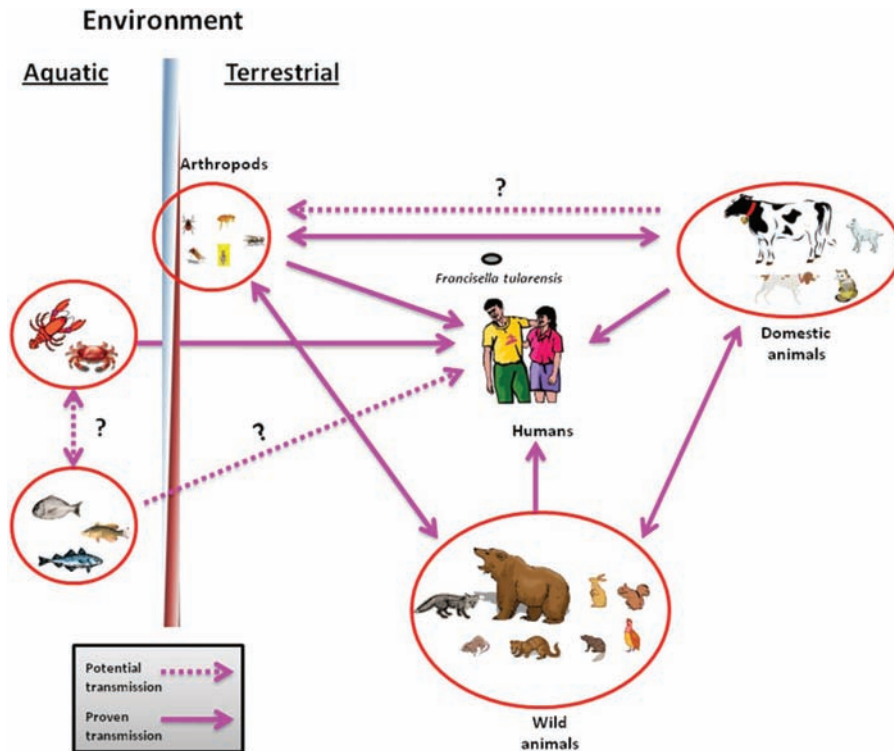 Environment
Aquatic
Terrestrial
Arthropods
?
Francisella tularensis
Domestic
animals
?
?
Humans
Potential
transmission
Proven
transmission
Wild
animals